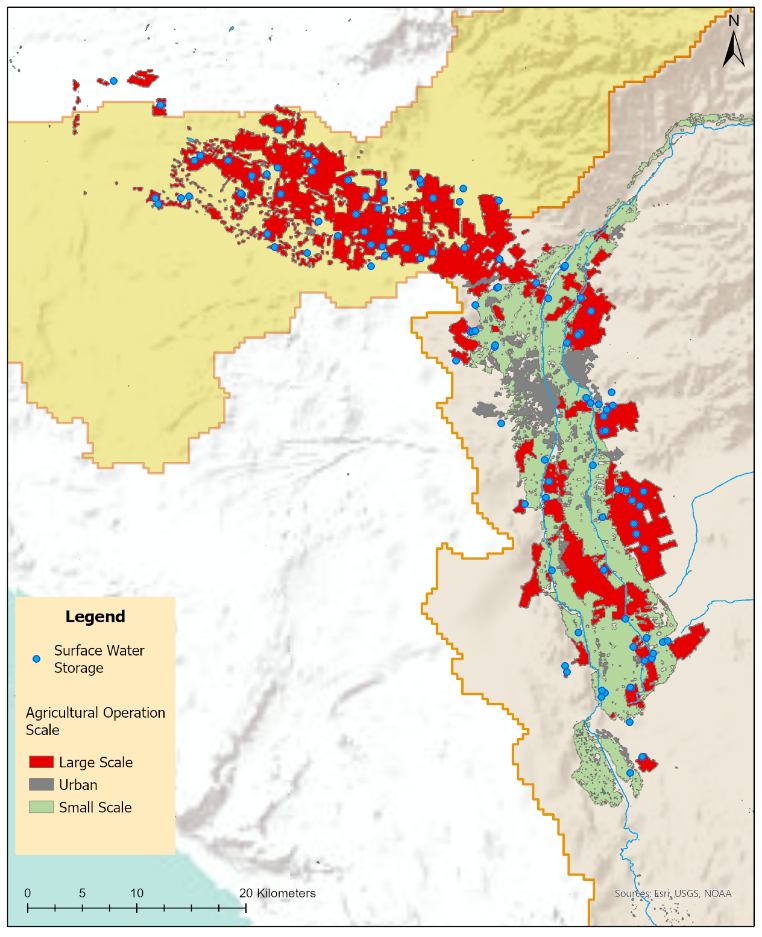 N
Legend
Surface Water
Storage
Agricultural Operation
Scale
Large Scale
Urban
Small Scale
0 5 10 20 Kilometers
Sources: Esri, USGS, NOAA